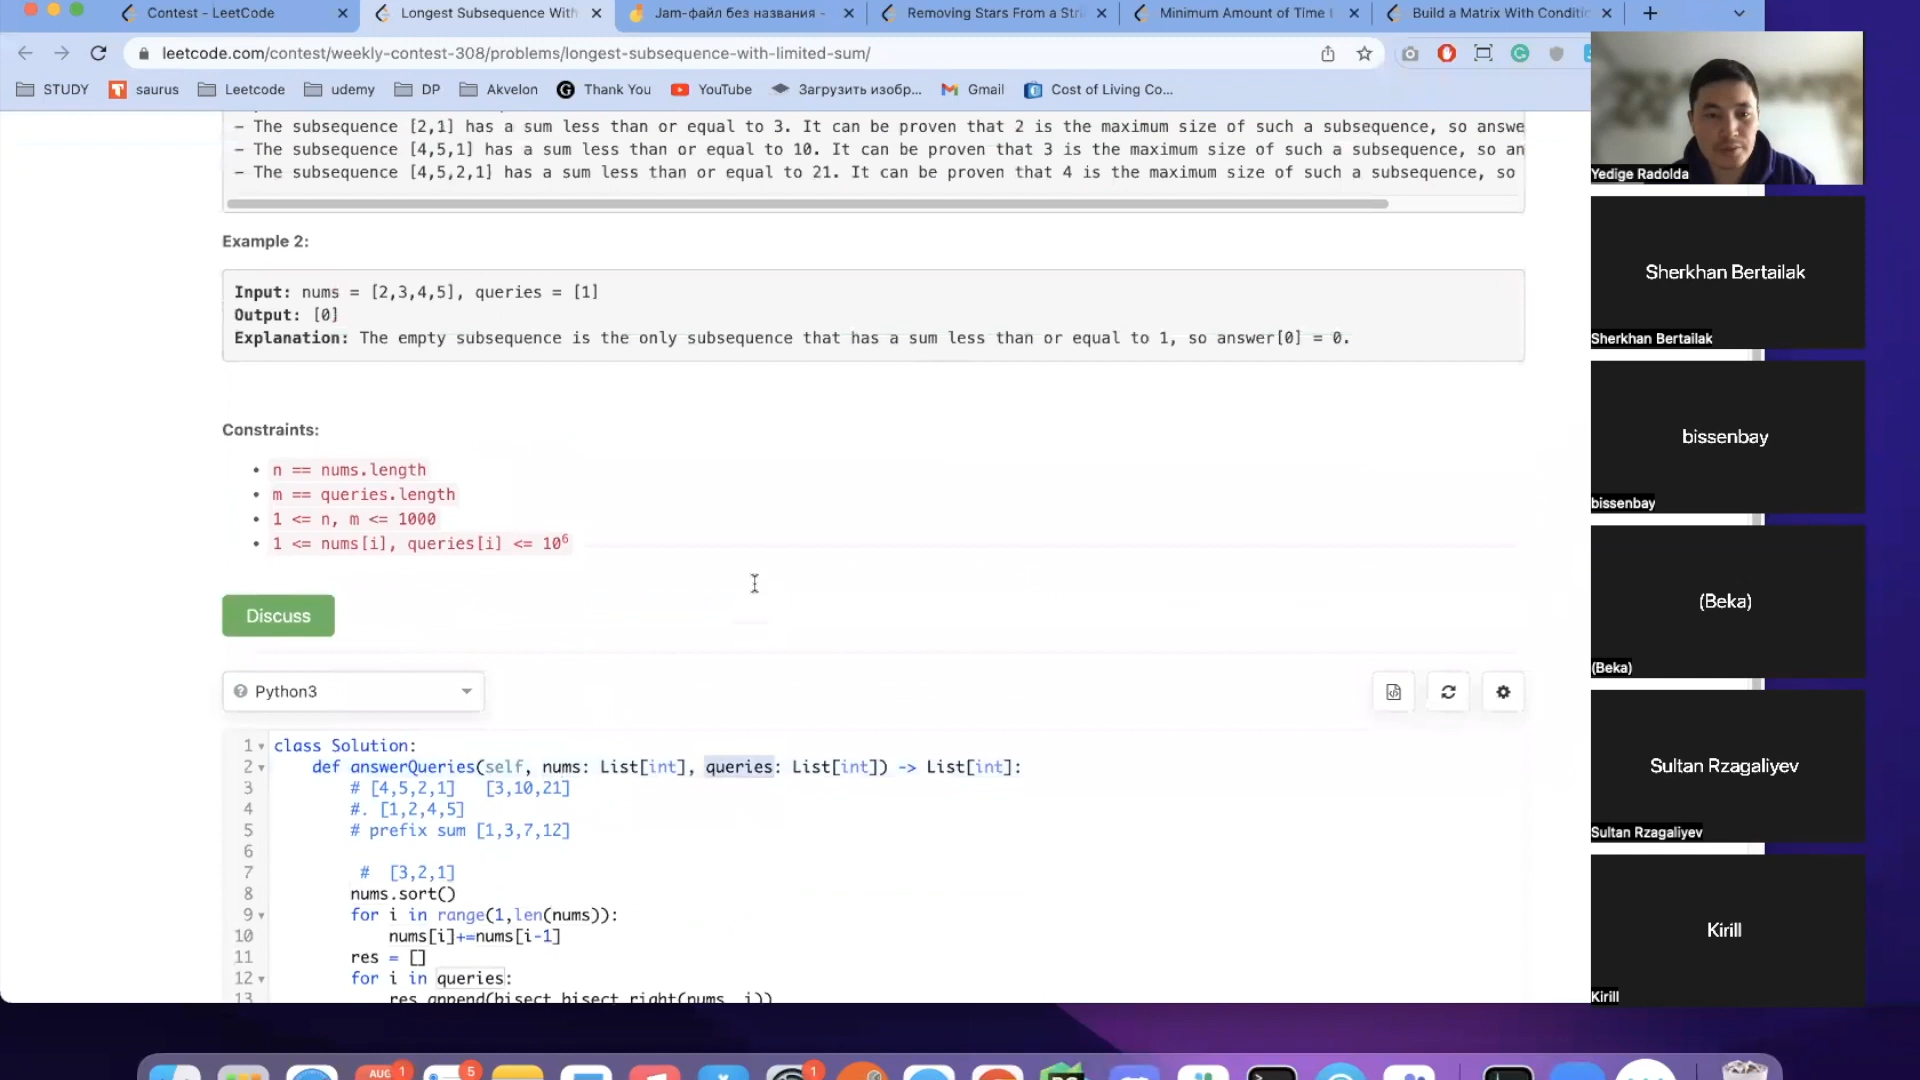 Contest - LeetCode
Longest Subsequence With
Jam-файл без названия -
Removing Stars From a Stri
Minimum Amount of Time t
Build a Matrix With Conditic
leetcode.com/contest/weekly-contest-308/problems/longest-subsequence-with-limited-sum/
STUDY
saurus
Leetcode
udemy
DP
Akvelon
Thank You
YouTube
Загрузить изобр...
Gmail
Cost of Living Co...
- The subsequence [2,1] has a sum less than or equal to 3. It can be proven that 2 is the maximum size of such a subsequence, so answe
- The subsequence [4,5,1] has a sum less than or equal to 10. It can be proven that 3 is the maximum size of such a subsequence, so an
- The subsequence [4,5,2,1] has a sum less than or equal to 21. It can be proven that 4 is the maximum size of such a subsequence, so
Example 2:
Input: nums = [2,3,4,5], queries = [1]
Output: [0]
Explanation: The empty subsequence is the only subsequence that has a sum less than or equal to 1, so answer[0] = 0.
Constraints:
• n == nums.length
• m == queries.length
• 1 <= n, m <= 1000
• 1 <= nums[i], queries[i] <= 10⁶
Discuss
Python3
1 class Solution:
2 def answerQueries(self, nums: List[int], queries: List[int]) -> List[int]:
3 # [4,5,2,1] [3,10,21]
4 #. [1,2,4,5]
5 # prefix sum [1,3,7,12]
6
7 # [3,2,1]
8 nums.sort()
9 for i in range(1,len(nums)):
10 nums[i]+=nums[i-1]
11 res = []
12 for i in queries:
13 res.append(bisect.bisect_right(nums, i))
Yedige Radolda
Sherkhan Bertailak
Sherkhan Bertailak
bissenbay
bissenbay
(Beka)
(Beka)
Sultan Rzagaliyev
Sultan Rzagaliyev
Kirill
Kirill
AUG
1
5
1